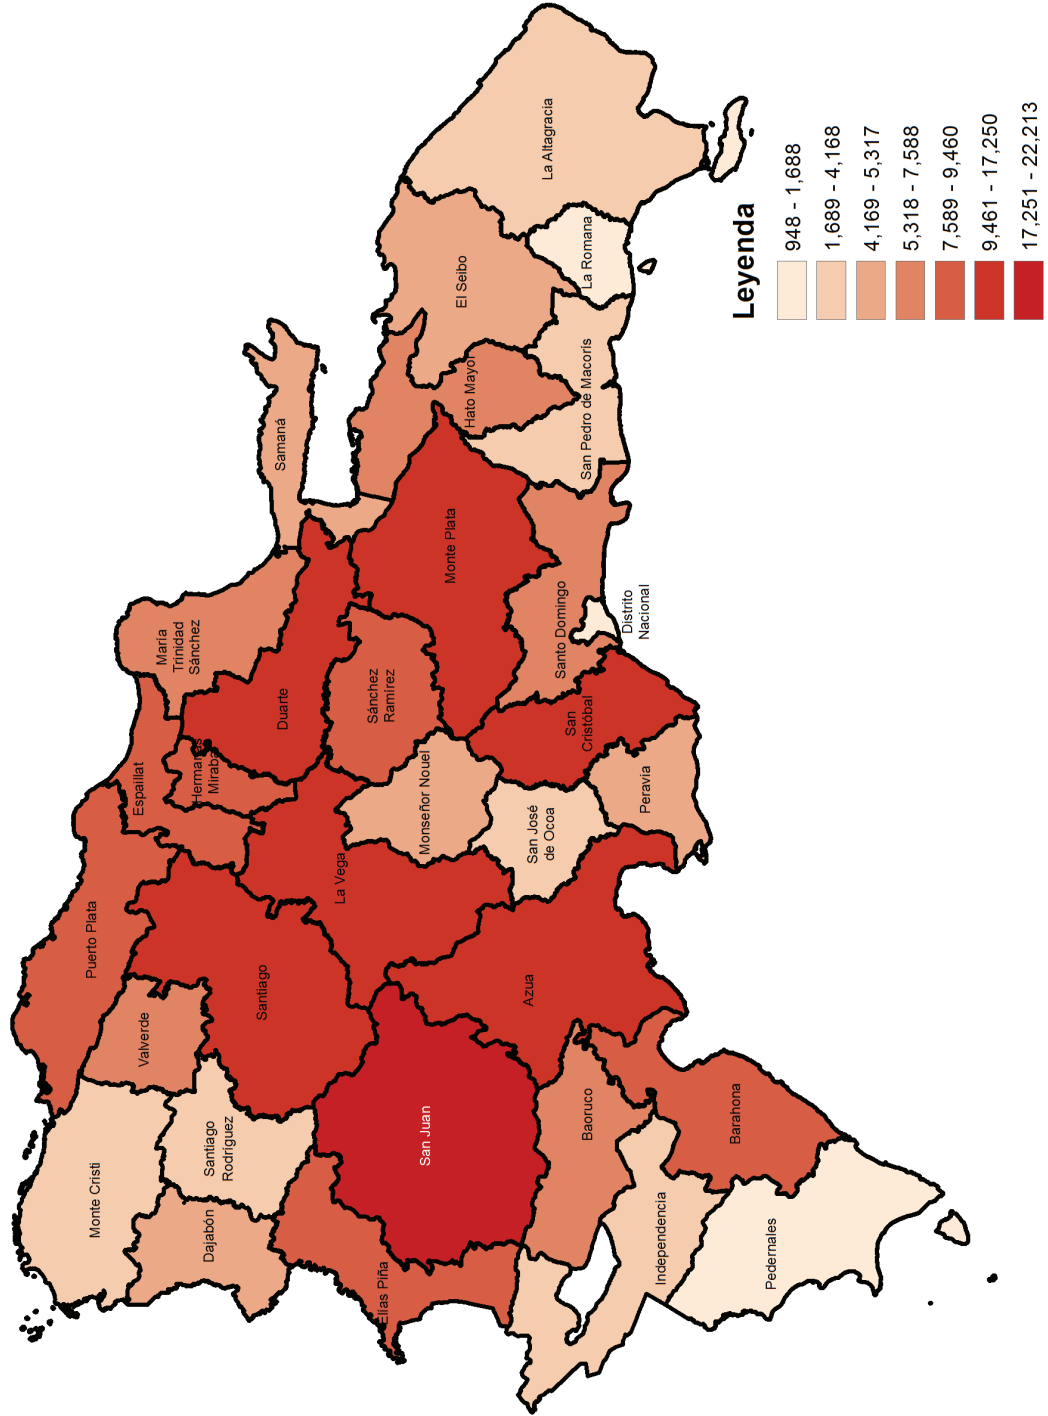 Puerto Plata
Espaillat
María
Trinidad
Sánchez
Monte Cristi
Valverde
Hermanas
Mirabal
Dajabón
Santiago
Rodríguez
Santiago
Duarte
Samaná
La Vega
Sánchez
Ramírez
Elías Piña
San Juan
Monseñor Nouel
Monte Plata
Hato Mayor
El Seibo
La Altagracia
Azua
San José
de Ocoa
San
Cristóbal
Santo Domingo
San Pedro de Macorís
La Romana
Baoruco
Peravia
Distrito
Nacional
Independencia
Barahona
Pedernales
Leyenda
948 - 1,688
1,689 - 4,168
4,169 - 5,317
5,318 - 7,588
7,589 - 9,460
9,461 - 17,250
17,251 - 22,213